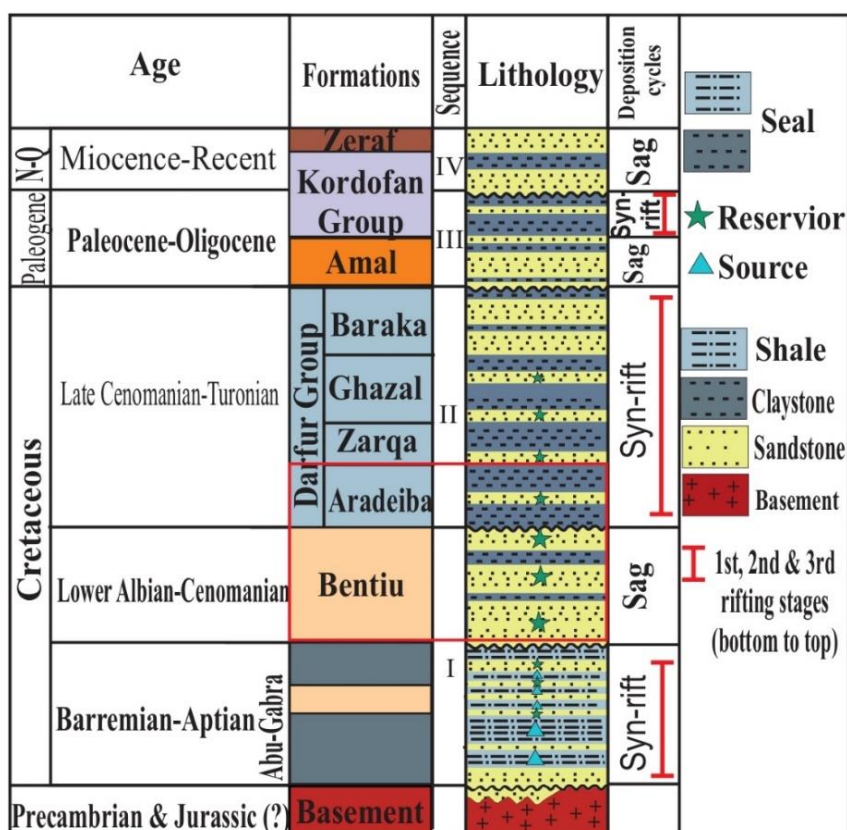 Age
Formations
Sequence
Lithology
Deposition
cycles
N-Q
Miocence-Recent
Zeraf
Kordofan
Group
IV
Sag
Paleogene
Paleocene-Oligocene
Amal
III
Syn-
rift
Sag
Cretaceous
Late Cenomanian-Turonian
Darfur Group
Baraka
Ghazal
Zarqa
Aradeiba
II
Syn-rift
Lower Albian-Cenomanian
Bentiu
Sag
Barremian-Aptian
Abu-Gabra
I
Syn-rift
Precambrian & Jurassic (?)
Basement
Seal
Reservior
Source
Shale
Claystone
Sandstone
Basement
1st, 2nd & 3rd
rifting stages
(bottom to top)